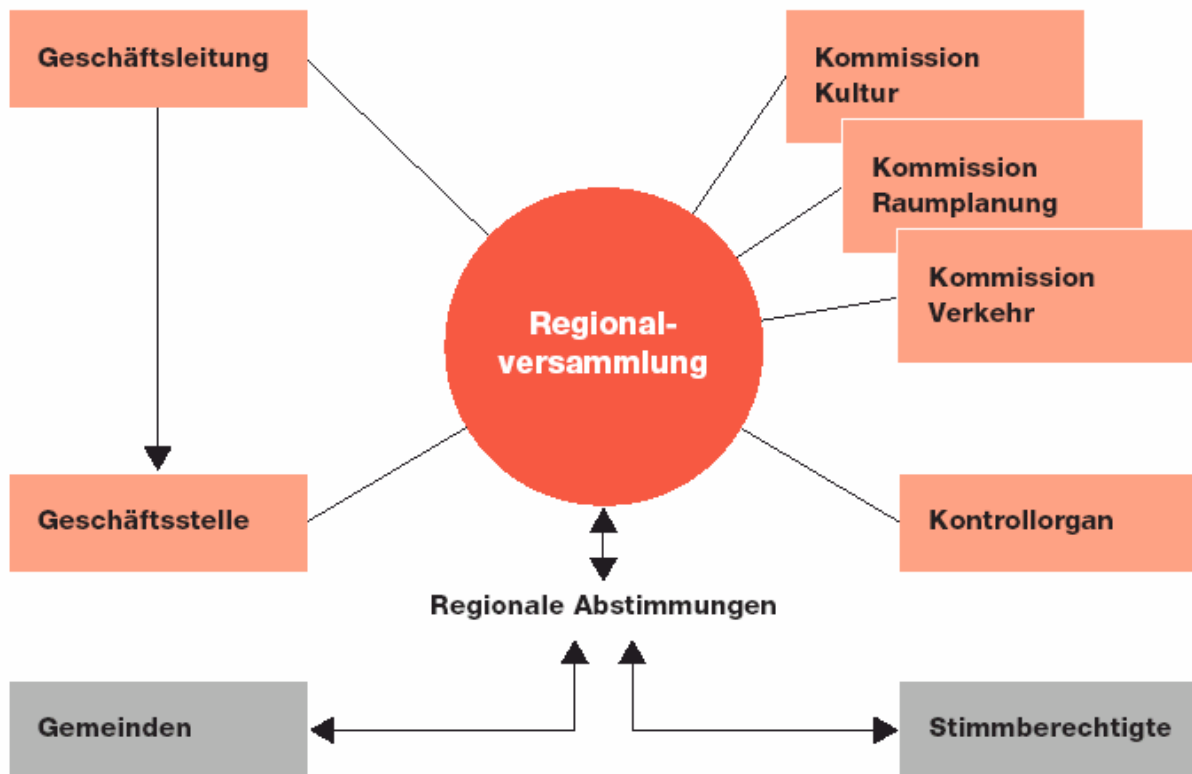 Geschäftsleitung
Kommission
Kultur
Kommission
Raumplanung
Kommission
Verkehr
Regional-
versammlung
Geschäftsstelle
Kontrollorgan
Regionale Abstimmungen
Gemeinden
Stimmberechtigte